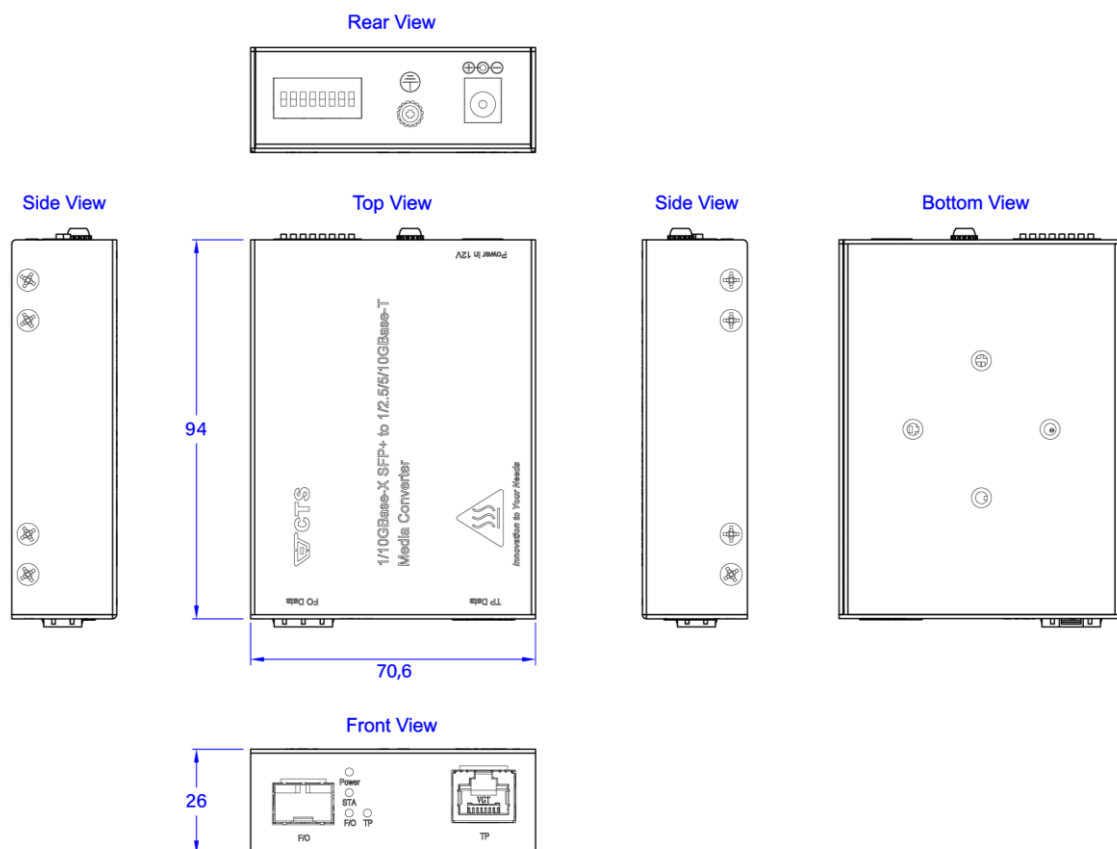 Rear View
Side View
Top View
Side View
Bottom View
Power in 12V
1/10GBase-X SFP+ to 1/2.5/5/10GBase-T
Media Converter
CTS
Innovation to Your Needs
FO Data
TP Data
94
70,6
Front View
26
Power
STA
F/O TP
F/O
VGT
TP